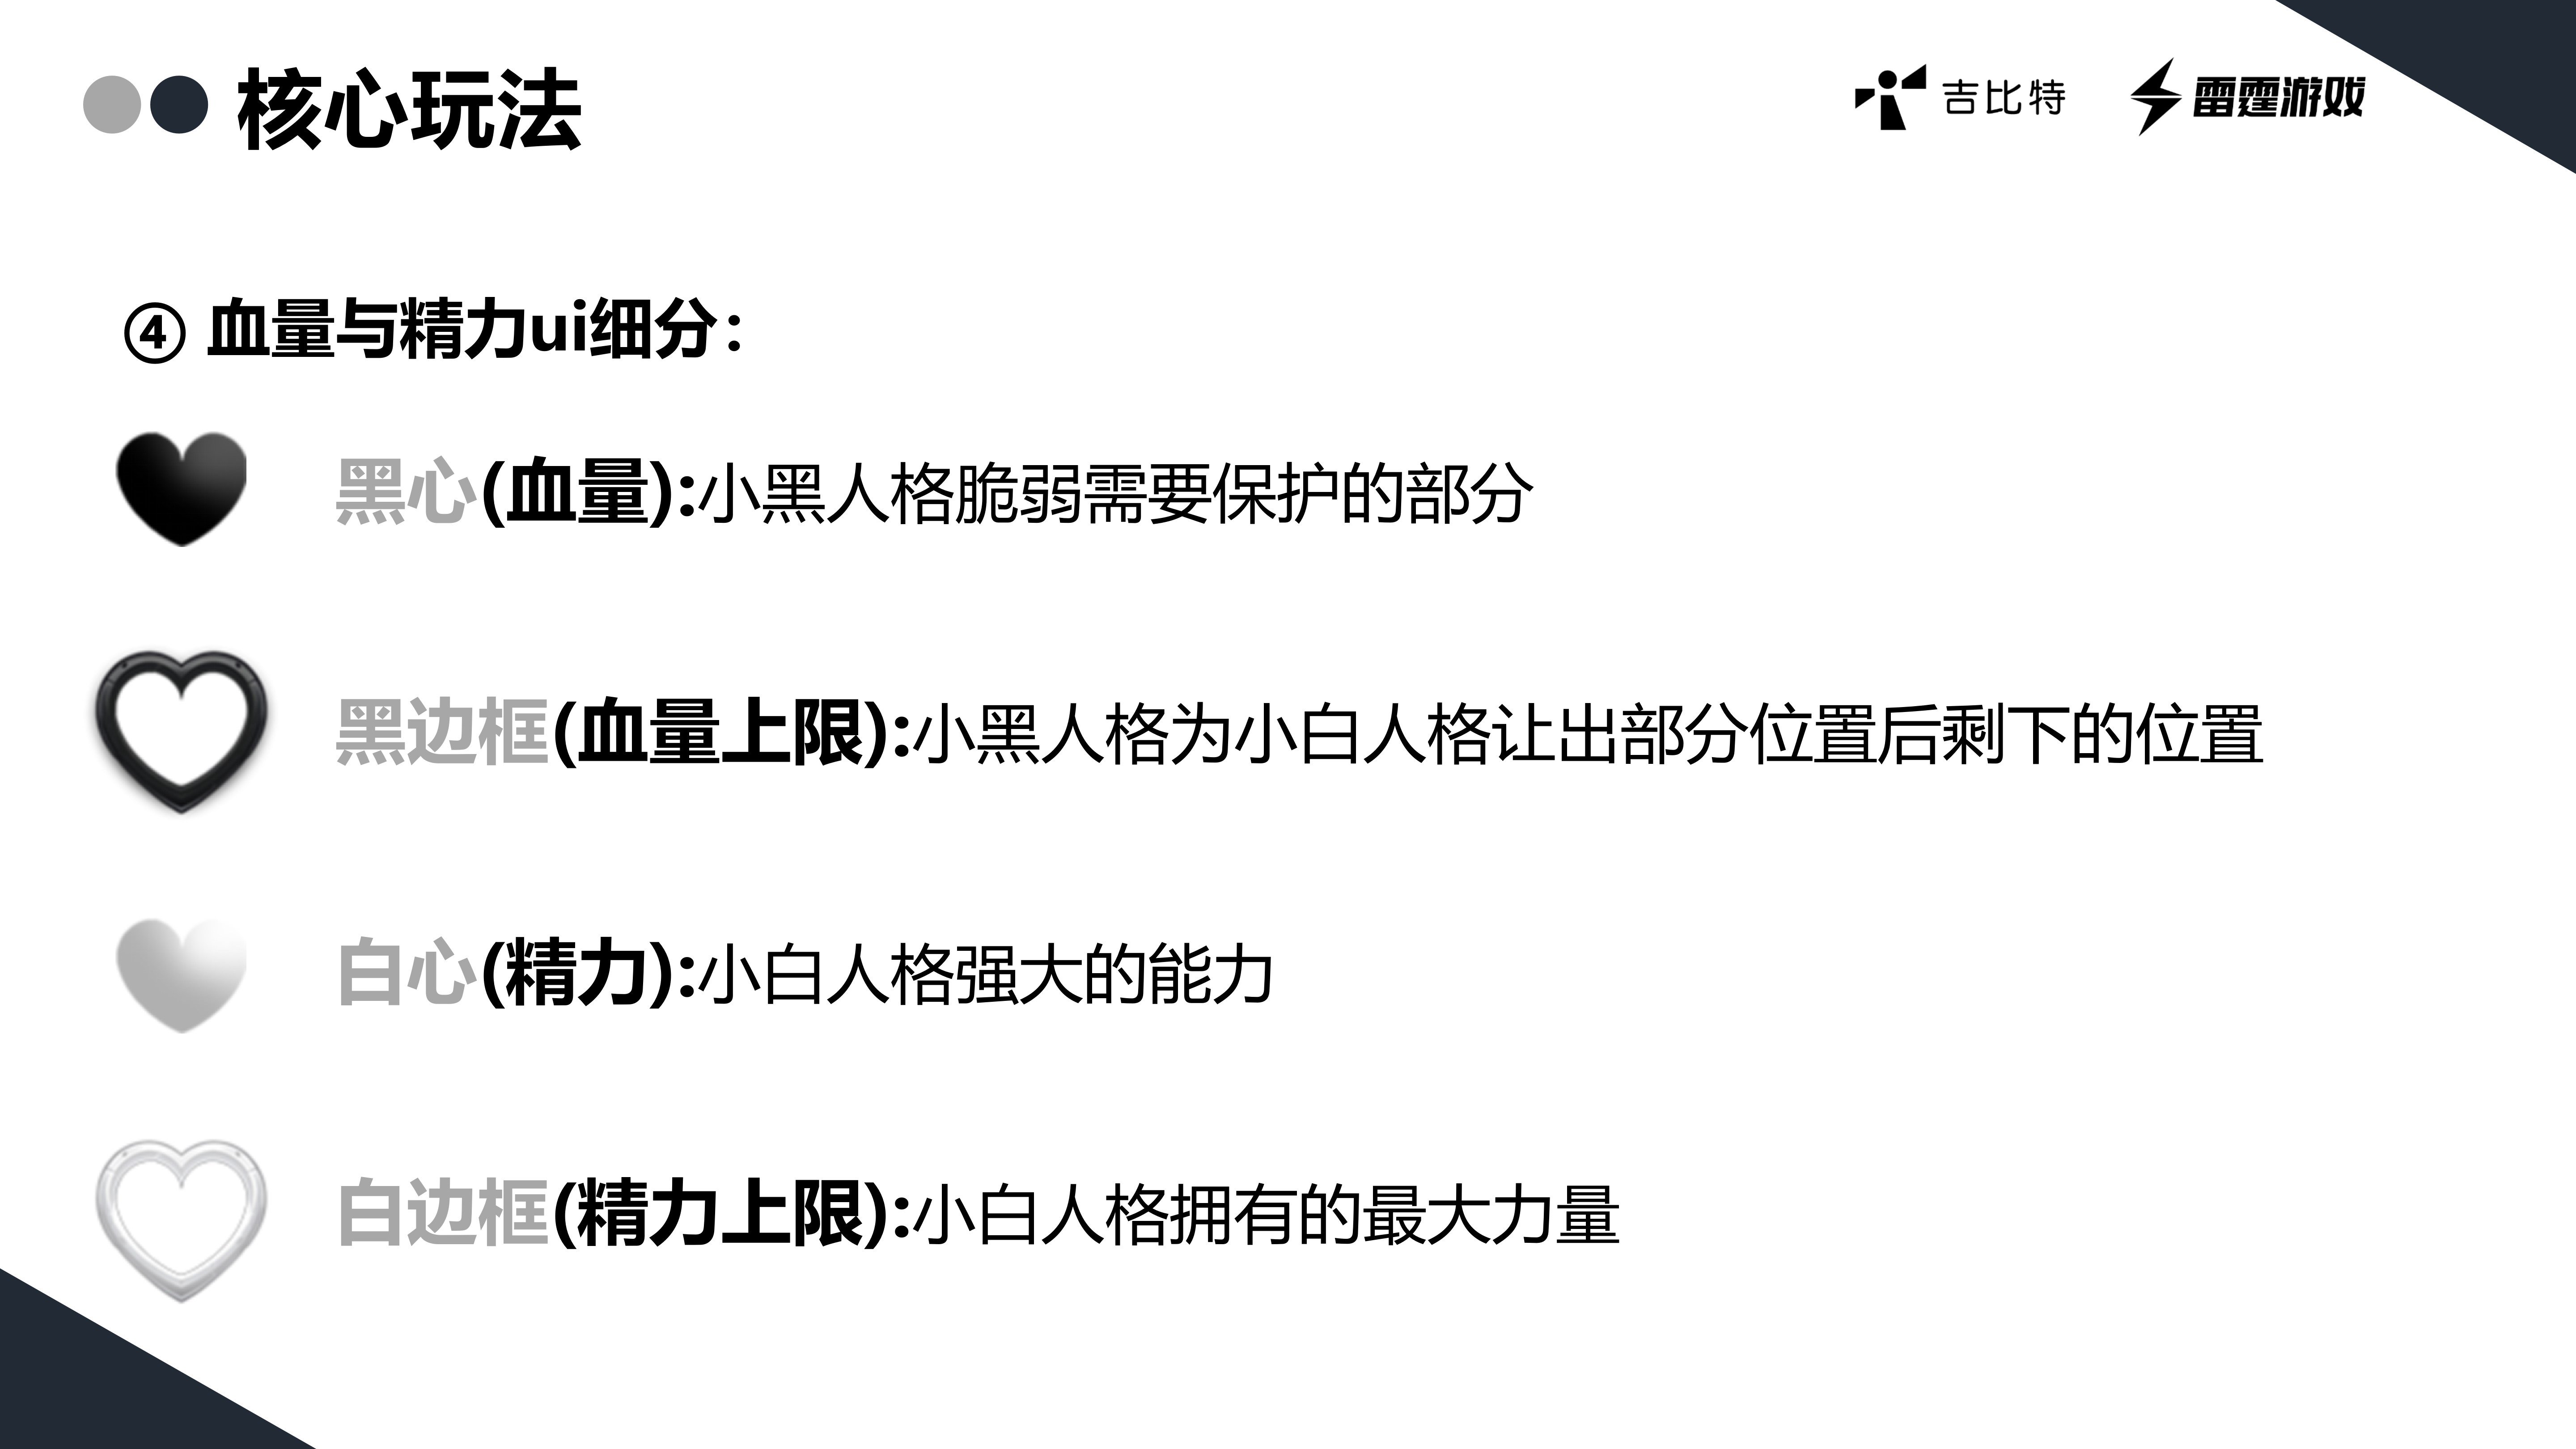 核心玩法
吉比特
雷霆游戏
④ 血量与精力ui细分：
黑心(血量):小黑人格脆弱需要保护的部分
黑边框(血量上限):小黑人格为小白人格让出部分位置后剩下的位置
白心(精力):小白人格强大的能力
白边框(精力上限):小白人格拥有的最大力量